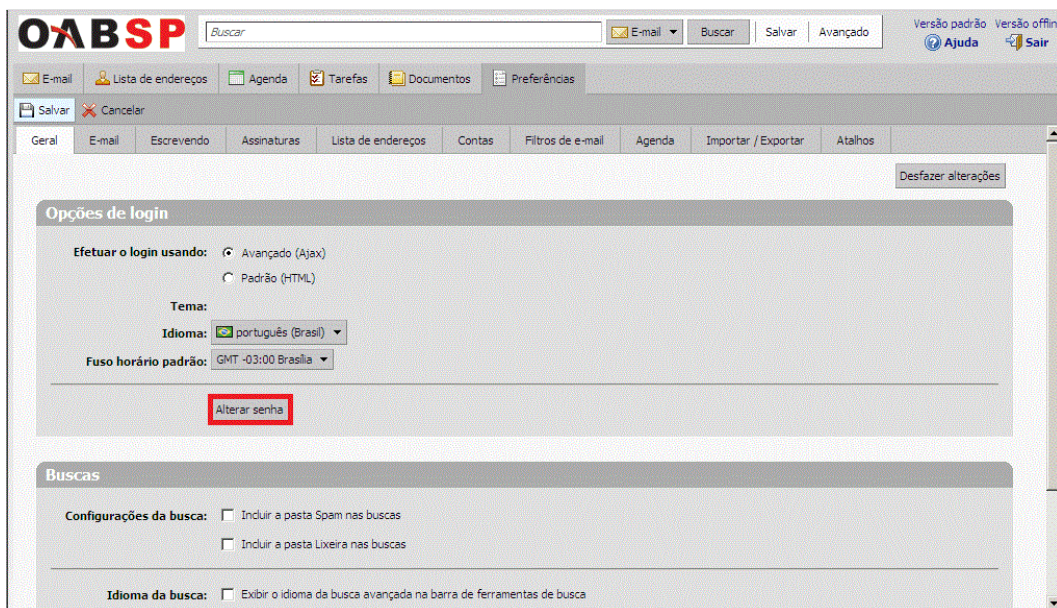 OABSP
Buscar
E-mail
Buscar
Salvar
Avançado
Versão padrão
Versão offlin
Ajuda
Sair
E-mail
Lista de endereços
Agenda
Tarefas
Documentos
Preferências
Salvar
Cancelar
Geral
E-mail
Escrevendo
Assinaturas
Lista de endereços
Contas
Filtros de e-mail
Agenda
Importar / Exportar
Atalhos
Desfazer alterações
Opções de login
Efetuar o login usando:
Avançado (Ajax)
Padrão (HTML)
Tema:
Idioma:
português (Brasil)
Fuso horário padrão:
GMT -03:00 Brasília
Alterar senha
Buscas
Configurações da busca:
Incluir a pasta Spam nas buscas
Incluir a pasta Lixeira nas buscas
Idioma da busca:
Exibir o idioma da busca avançada na barra de ferramentas de busca